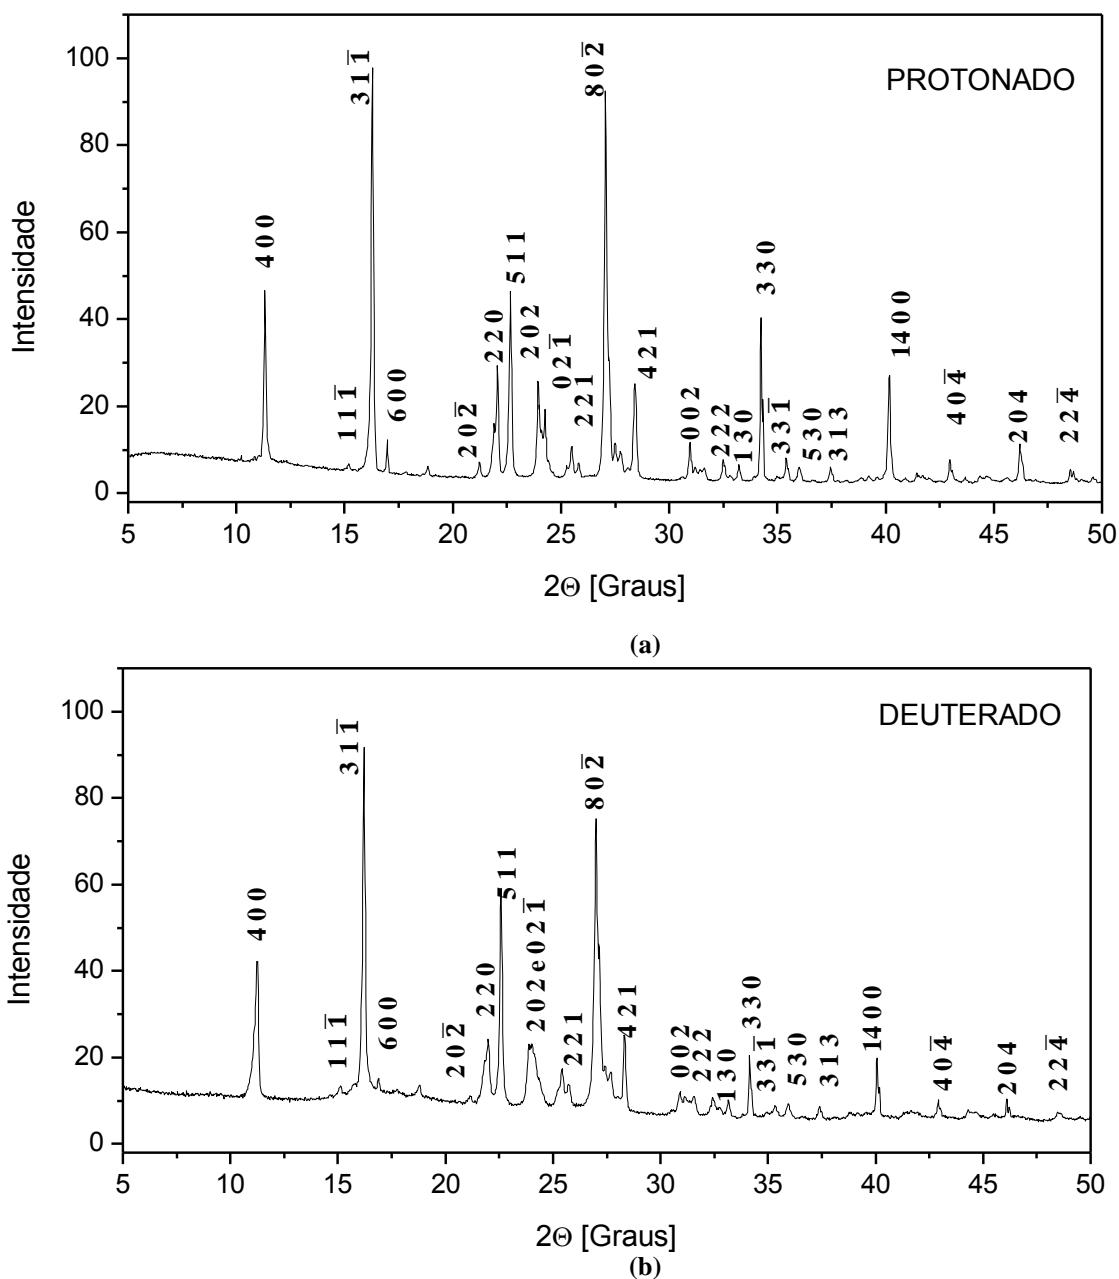 PROTONADO
100
80
60
40
20
0
Intensidade
4 0 0
1 1 1̅
3 1 1̅
6 0 0
2 0 2̅
2 2 0
5 1 1
2 0 2
0 2 1̅
2 2 1
8 0 2̅
4 2 1
0 0 2
2 2 2
1 3 0
3 3 0
3 3 1̅
5 3 0
3 1 3
14 0 0
4 0 4̅
2 0 4
2 2 4̅
5 10 15 20 25 30 35 40 45 50
2Θ [Graus]
(a)
DEUTERADO
100
80
60
40
20
0
Intensidade
4 0 0
1 1 1̅
3 1 1̅
6 0 0
2 0 2̅
2 2 0
5 1 1
2 0 2 e 0 2 1̅
2 2 1
8 0 2̅
4 2 1
0 0 2
2 2 2
1 3 0
3 3 0
3 3 1̅
5 3 0
3 1 3
14 0 0
4 0 4̅
2 0 4
2 2 4̅
5 10 15 20 25 30 35 40 45 50
2Θ [Graus]
(b)